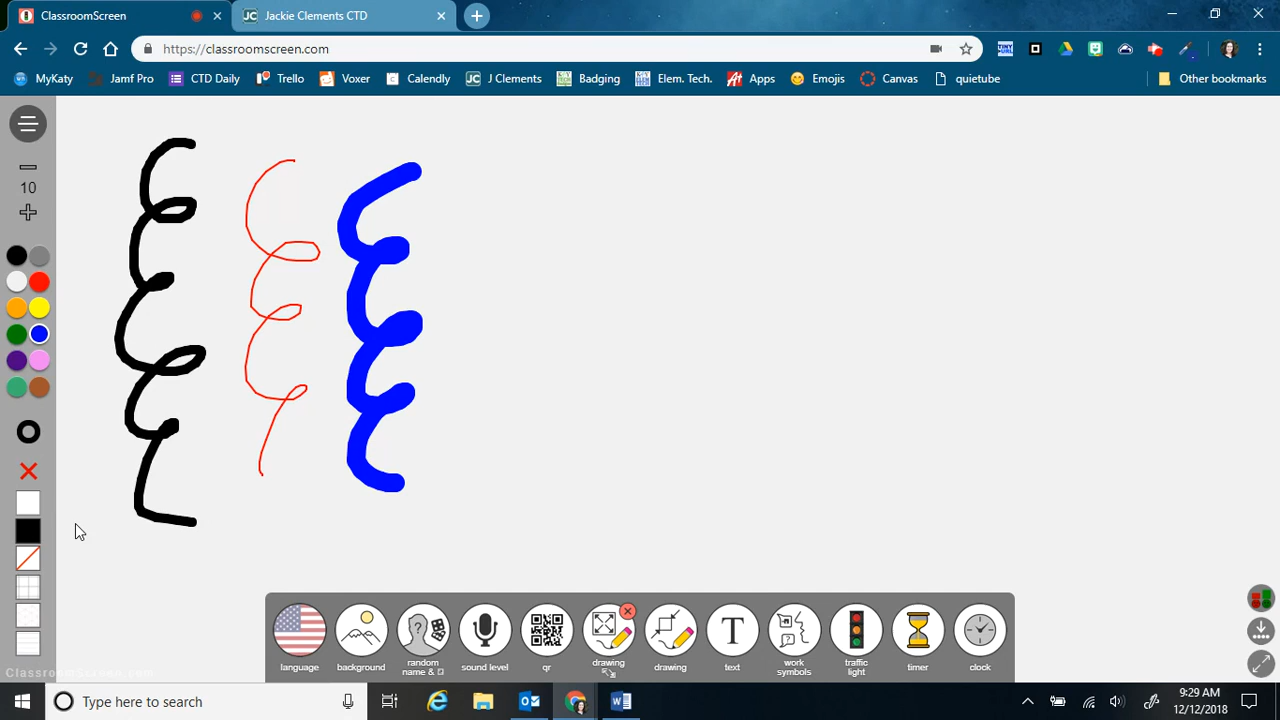 ClassroomScreen
Jackie Clements CTD
https://classroomscreen.com
MyKaty Jamf Pro CTD Daily Trello Voxer Calendly JC J Clements Badging Elem. Tech. Apps Emojis Canvas quietube Other bookmarks
10
language
background
random name &
sound level
qr
drawing
drawing
T
text
work symbols
traffic light
timer
clock
Type here to search
9:29 AM
12/12/2018